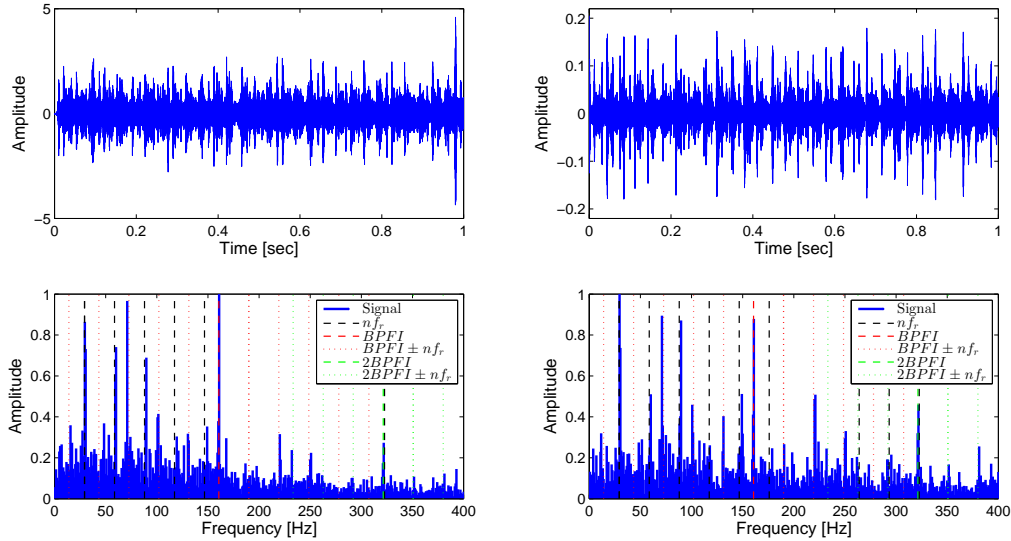 5
0
−5
0 0.2 0.4 0.6 0.8 1
Time [sec]
Amplitude
0.2
0.1
0
−0.1
−0.2
0 0.2 0.4 0.6 0.8 1
Time [sec]
Amplitude
1
0.8
0.6
0.4
0.2
0
0 50 100 150 200 250 300 350 400
Frequency [Hz]
Amplitude
Signal
nf_r
BPFI
BPFI ± nf_r
2BPFI
2BPFI ± nf_r
1
0.8
0.6
0.4
0.2
0
0 50 100 150 200 250 300 350 400
Frequency [Hz]
Amplitude
Signal
nf_r
BPFI
BPFI ± nf_r
2BPFI
2BPFI ± nf_r